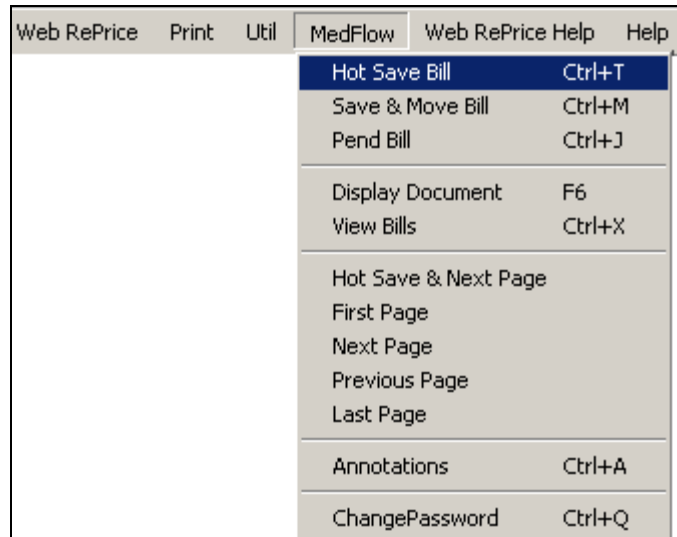 Web RePrice Print Util MedFlow Web RePrice Help Help
Hot Save Bill Ctrl+T
Save & Move Bill Ctrl+M
Pend Bill Ctrl+J
Display Document F6
View Bills Ctrl+X
Hot Save & Next Page
First Page
Next Page
Previous Page
Last Page
Annotations Ctrl+A
ChangePassword Ctrl+Q